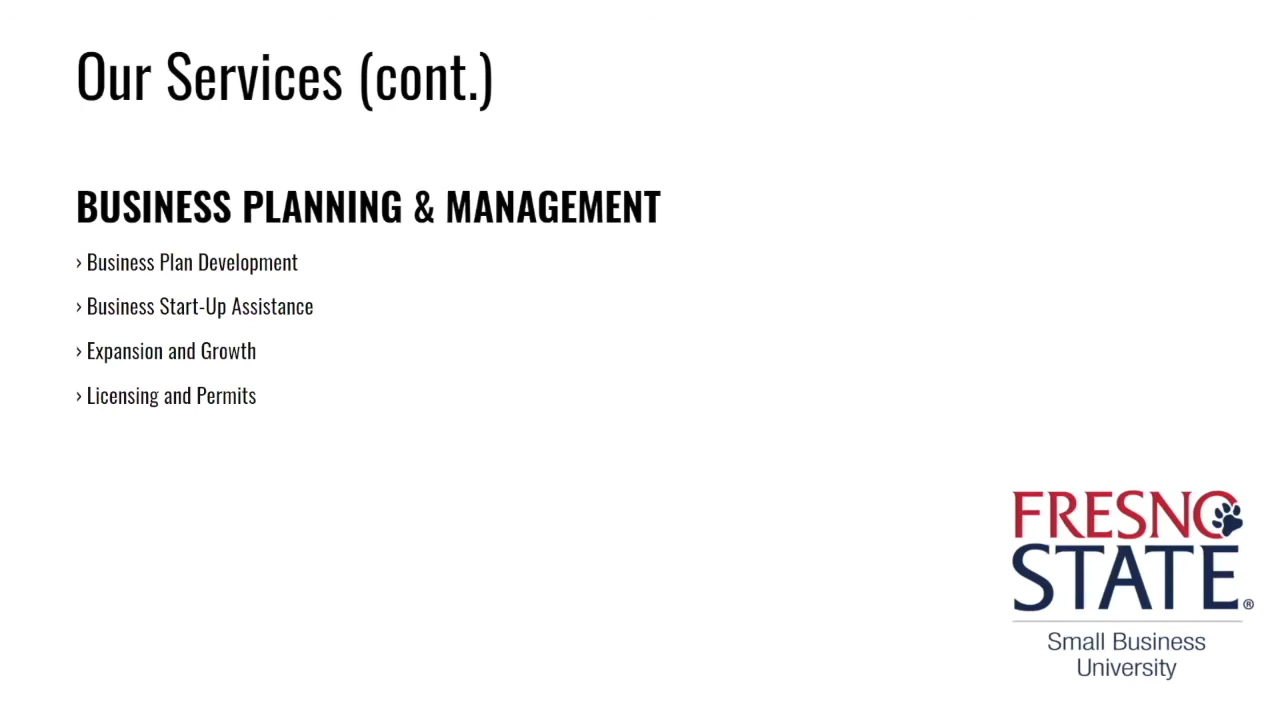 Our Services (cont.)
BUSINESS PLANNING & MANAGEMENT
› Business Plan Development
› Business Start-Up Assistance
› Expansion and Growth
› Licensing and Permits
FRESNO
STATE®
Small Business
University